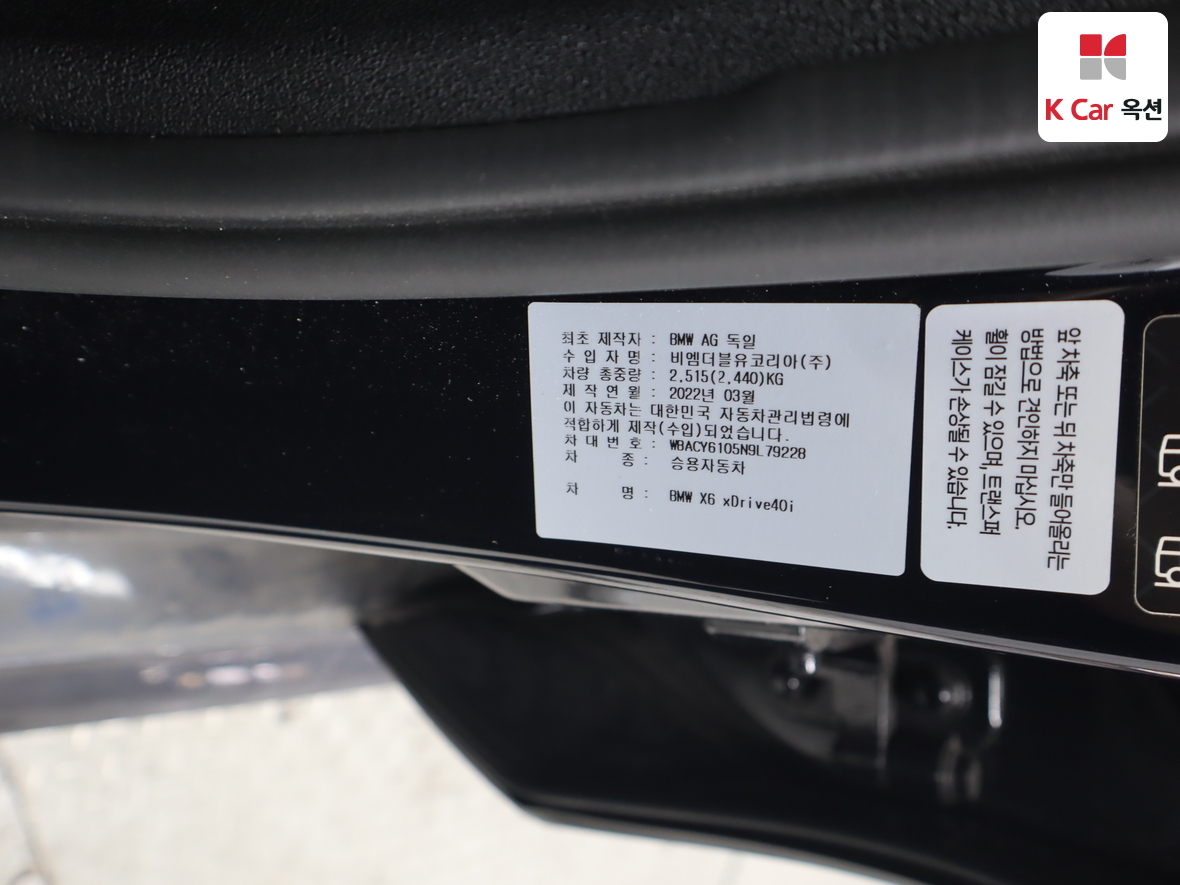 K Car 옥션
최초 제작자 : BMW AG 독일
수 입 자 명 : 비엠더블유코리아(주)
차량 총중량 : 2,515(2,440)KG
제 작 연 월 : 2022년 03월
이 자동차는 대한민국 자동차관리법령에
적합하게 제작(수입)되었습니다.
차 대 번 호 : WBACY6105N9L79228
차 종 : 승용자동차
차 명 : BMW X6 xDrive40i
앞 차축 또는 뒤 차축만 들어올리는
방법으로 견인하지 마십시오.
휠이 잠길 수 있으며, 트랜스퍼
케이스가 손상될 수 있습니다.